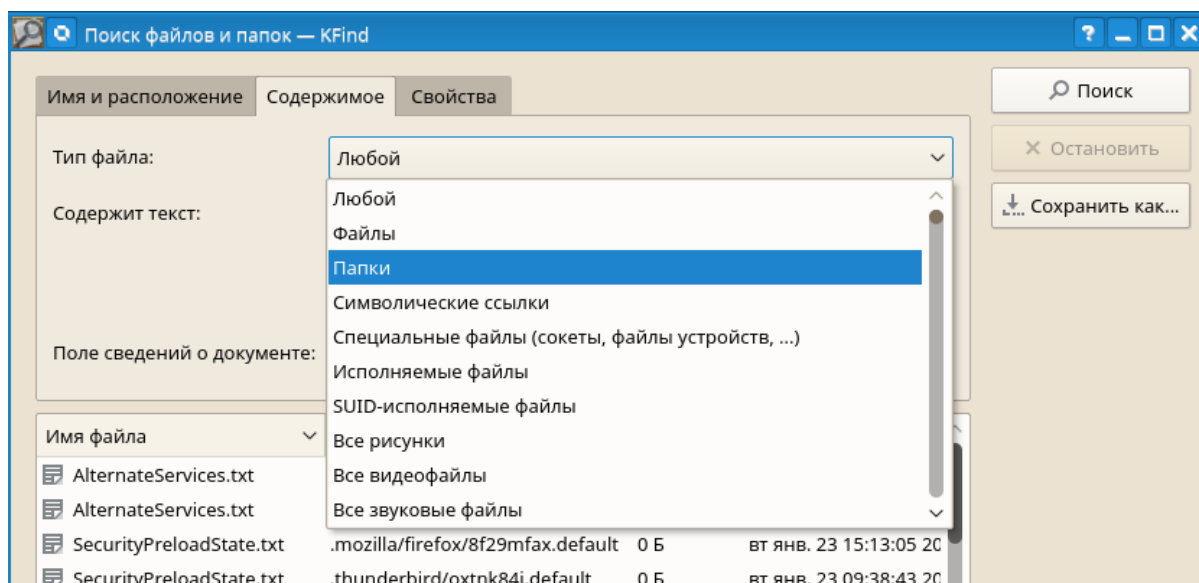 Поиск файлов и папок — KFind
Имя и расположение Содержимое Свойства
Поиск
Остановить
Сохранить как...
Тип файла: Любой
Содержит текст:
Поле сведений о документе:
Любой
Файлы
Папки
Символические ссылки
Специальные файлы (сокеты, файлы устройств, ...)
Исполняемые файлы
SUID-исполняемые файлы
Все рисунки
Все видеофайлы
Все звуковые файлы
Имя файла
AlternateServices.txt
AlternateServices.txt
SecurityPreloadState.txt .mozilla/firefox/8f29mfax.default 0 Б вт янв. 23 15:13:05 20
SecurityPreloadState.txt .thunderbird/oxtnk84i.default 0 Б вт янв. 23 09:38:43 20